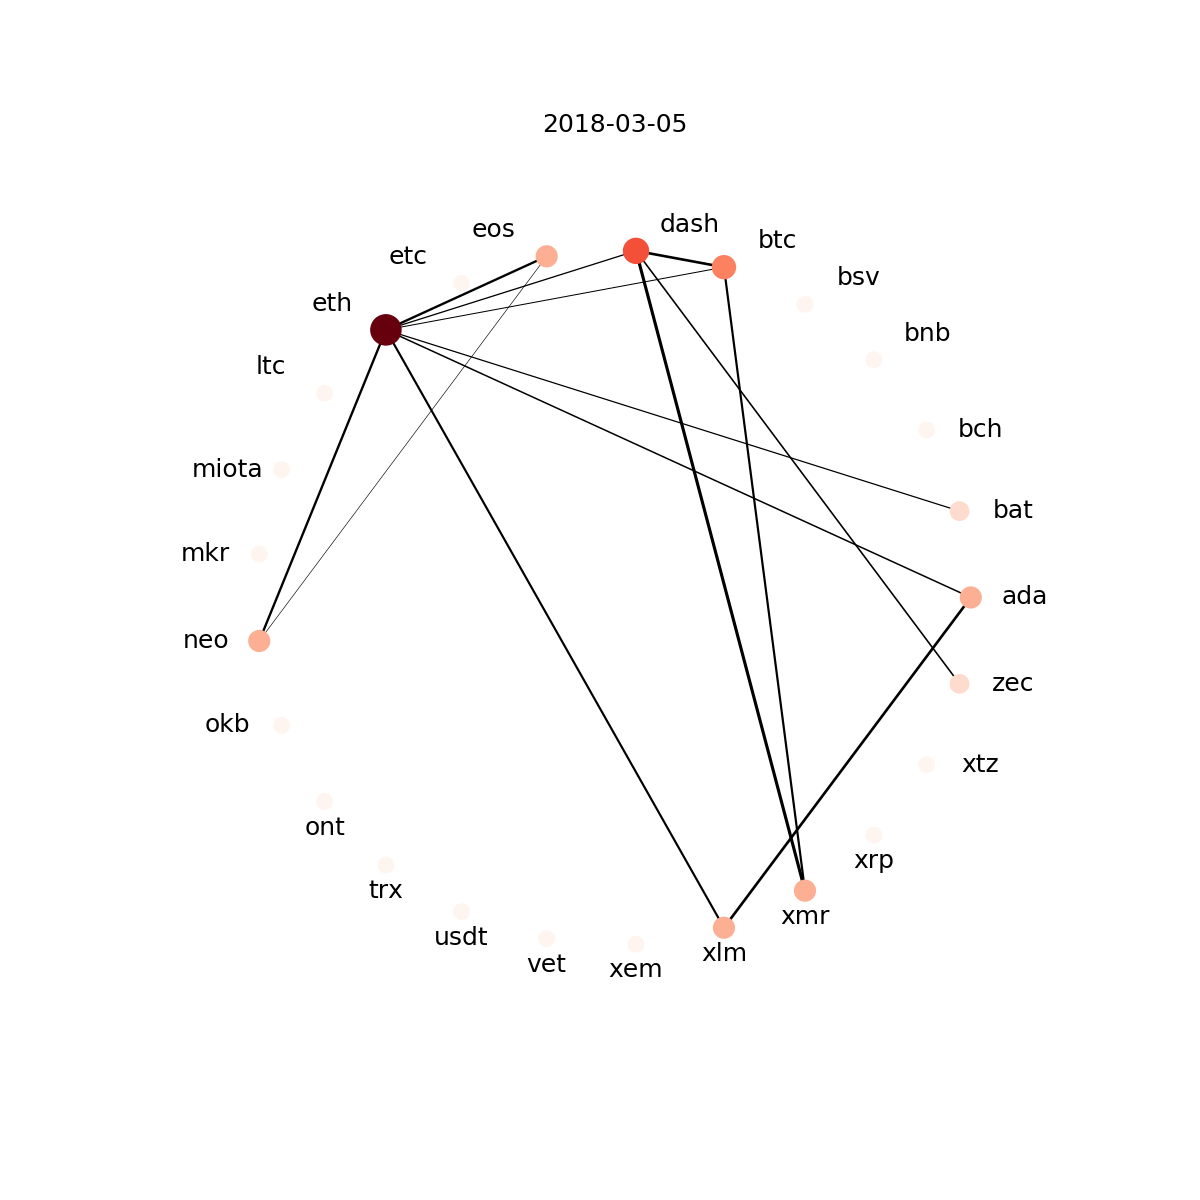 2018-03-05
dash
eos
btc
etc
bsv
eth
bnb
ltc
bch
miota
bat
mkr
ada
neo
zec
okb
xtz
ont
xrp
trx
xmr
usdt
xlm
vet
xem